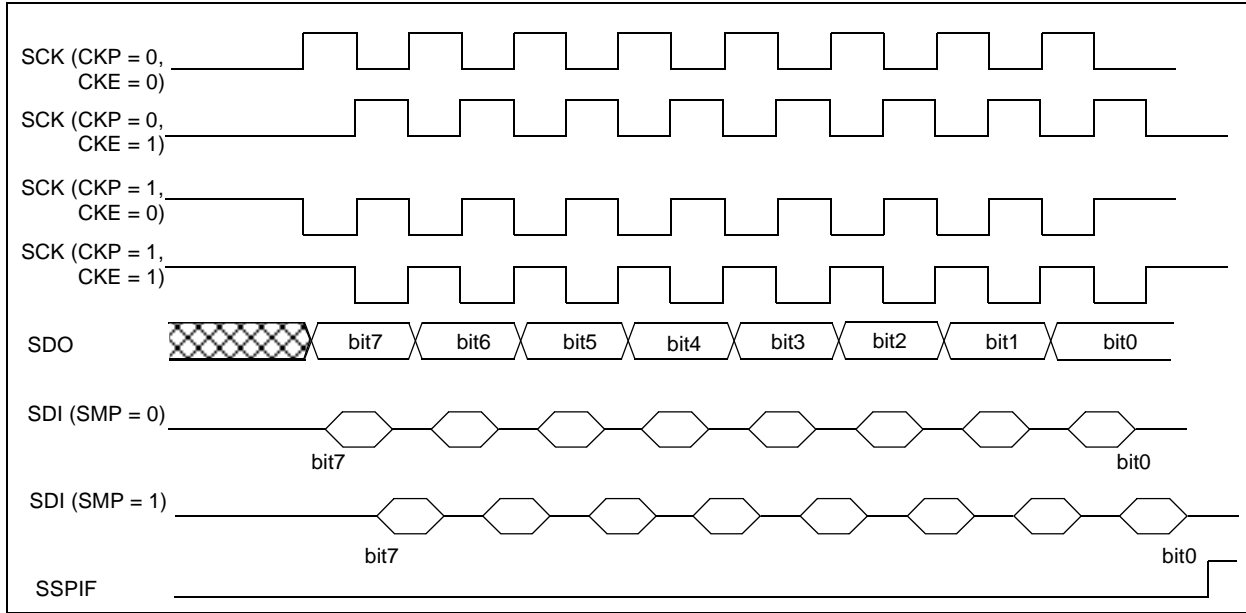 SCK (CKP = 0,
CKE = 0)
SCK (CKP = 0,
CKE = 1)
SCK (CKP = 1,
CKE = 0)
SCK (CKP = 1,
CKE = 1)
SDO bit7 bit6 bit5 bit4 bit3 bit2 bit1 bit0
SDI (SMP = 0)
bit7 bit0
SDI (SMP = 1)
bit7 bit0
SSPIF